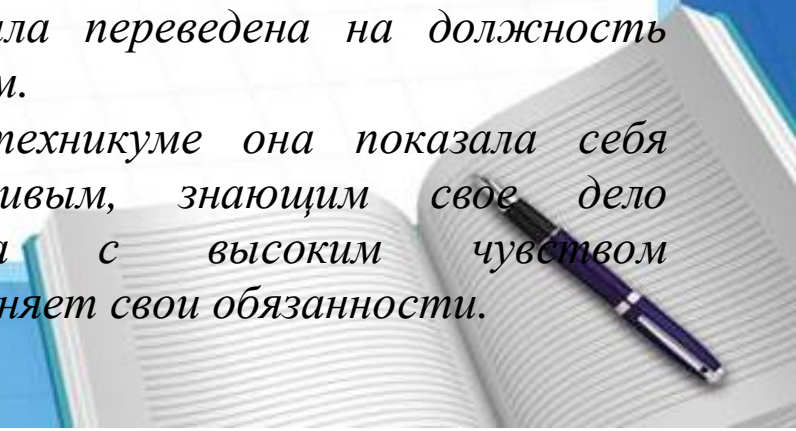 ла переведена на должность
м.
техникуме она показала себя
ивым, знающим свое дело
а с высоким чувством
няет свои обязанности.